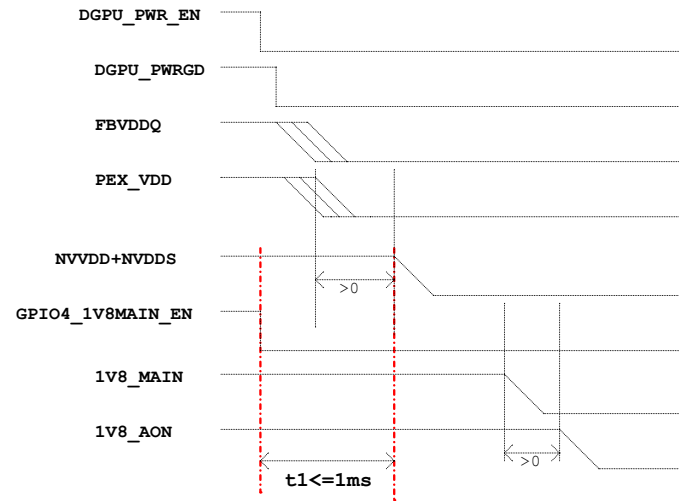 DGPU_PWR_EN
DGPU_PWRGD
FBVDDQ
PEX_VDD
NVVDD+NVDDS
>0
GPIO4_1V8MAIN_EN
1V8_MAIN
1V8_AON
>0
t1<=1ms